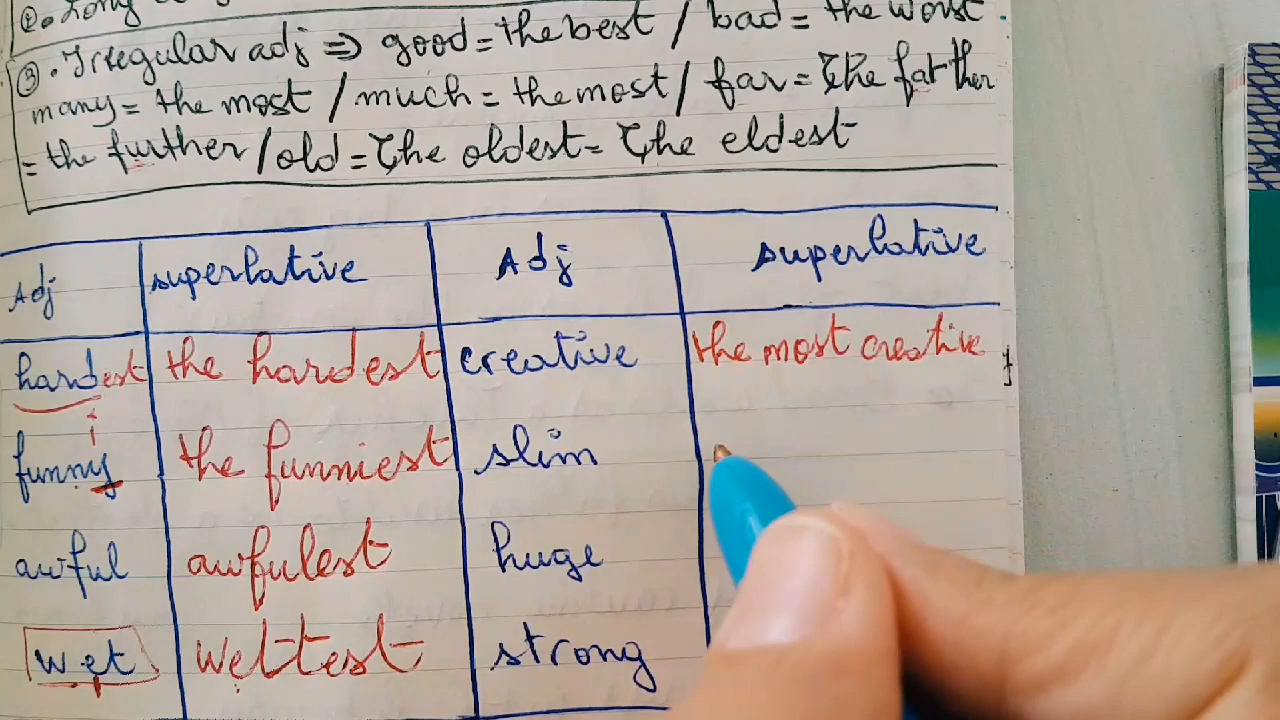 ②. Long
③. Irregular adj ⇒ good = the best / bad = the worst.
many = the most / much = the most / far = The farther
= the further / old = The oldest = The eldest
Adj superlative Adj superlative
hardest the hardest creative the most creative
i
funny the funniest slim
awful awfulest huge
wet wettest strong